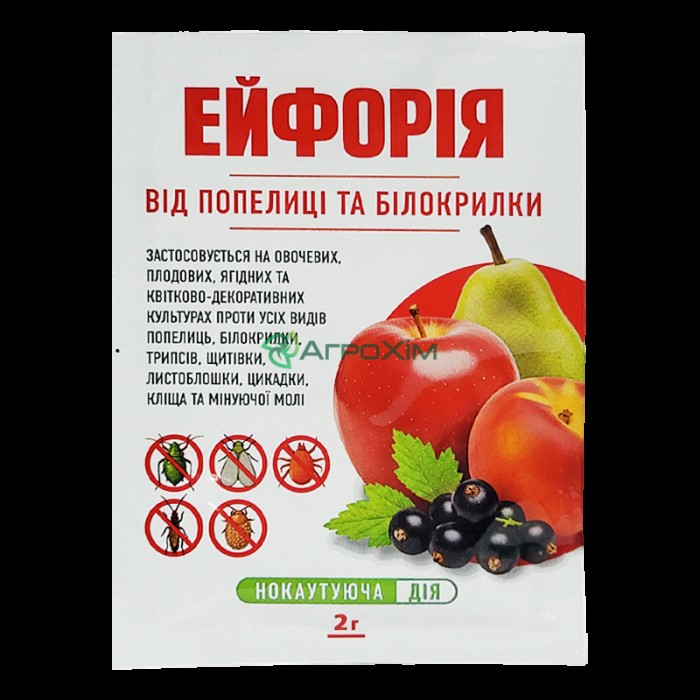 ЕЙФОРІЯ
ВІД ПОПЕЛИЦІ ТА БІЛОКРИЛКИ
ЗАСТОСОВУЄТЬСЯ НА ОВОЧЕВИХ,
ПЛОДОВИХ, ЯГІДНИХ ТА
КВІТКОВО-ДЕКОРАТИВНИХ
КУЛЬТУРАХ ПРОТИ УСІХ ВИДІВ
ПОПЕЛИЦЬ, БІЛОКРИЛКИ,
АгроХім
ТРИПСІВ, ЩИТІВКИ,
ЛИСТОБЛОШКИ, ЦИКАДКИ,
КЛІЩА ТА МІНУЮЧОЇ МОЛІ
НОКАУТУЮЧА ДІЯ
2 г